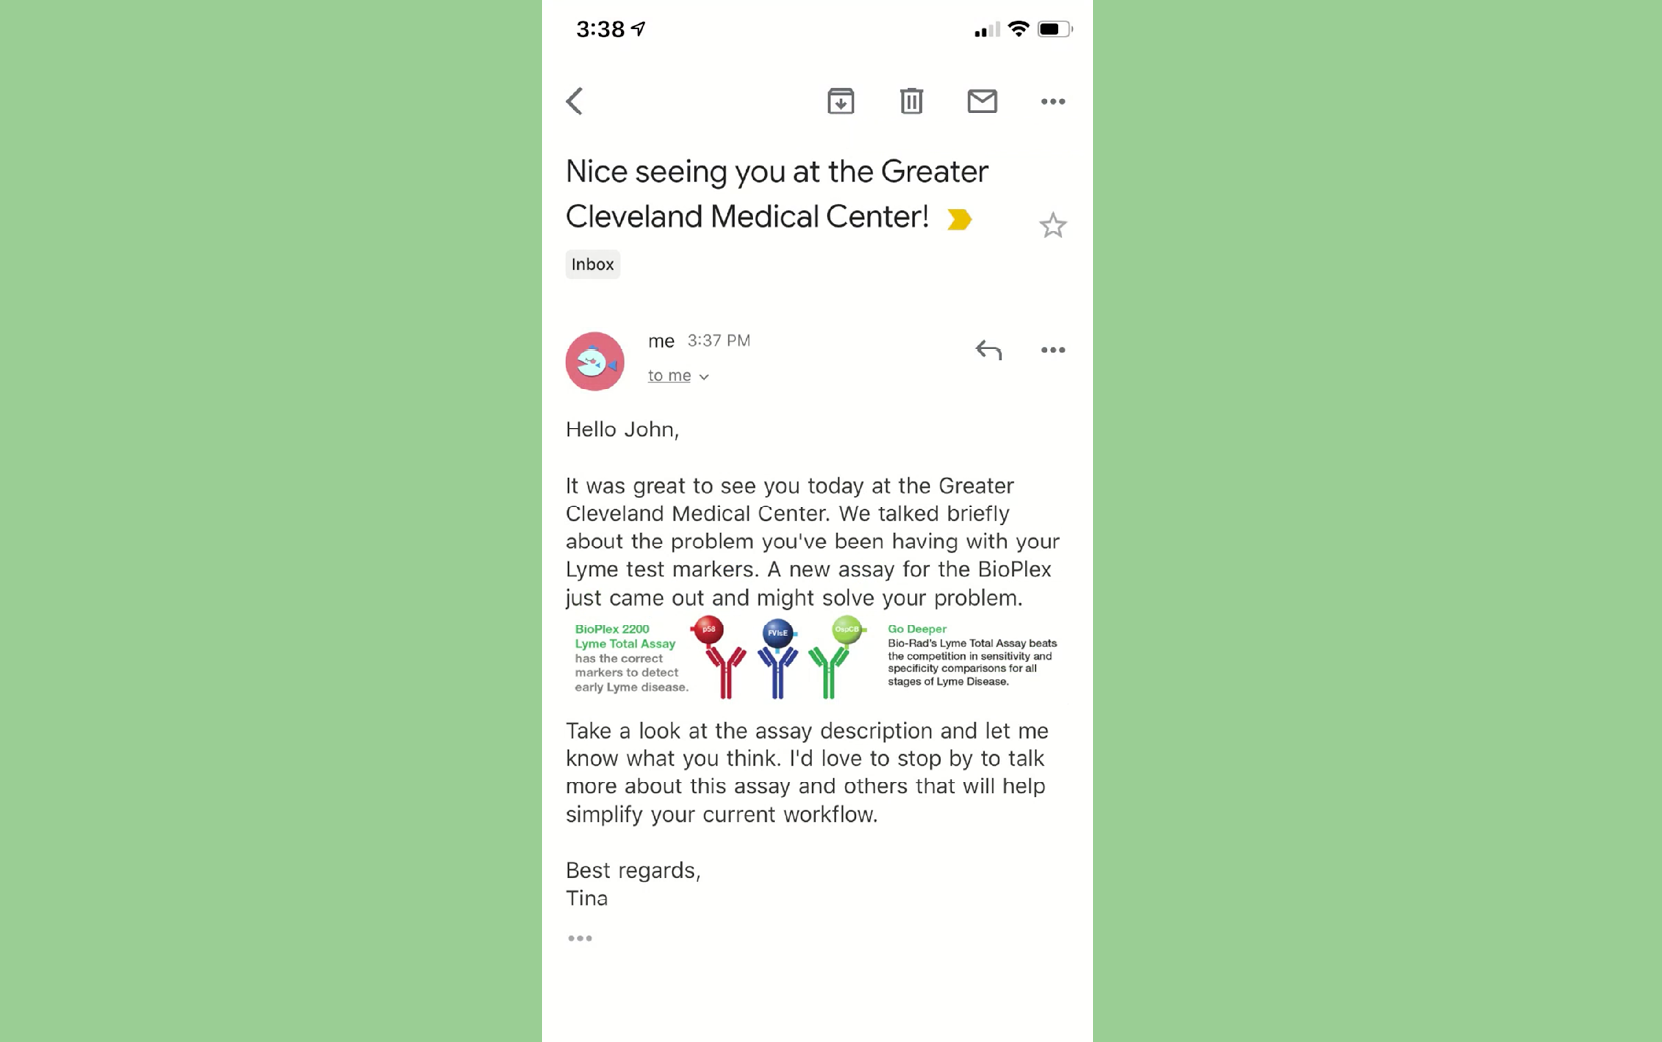 3:38
Nice seeing you at the Greater
Cleveland Medical Center!
Inbox
me 3:37 PM
to me
Hello John,
It was great to see you today at the Greater
Cleveland Medical Center. We talked briefly
about the problem you've been having with your
Lyme test markers. A new assay for the BioPlex
just came out and might solve your problem.
BioPlex 2200
Lyme Total Assay
has the correct
markers to detect
early Lyme disease.
p58
PVlsE
OspCB
Go Deeper
Bio-Rad's Lyme Total Assay beats
the competition in sensitivity and
specificity comparisons for all
stages of Lyme Disease.
Take a look at the assay description and let me
know what you think. I'd love to stop by to talk
more about this assay and others that will help
simplify your current workflow.
Best regards,
Tina